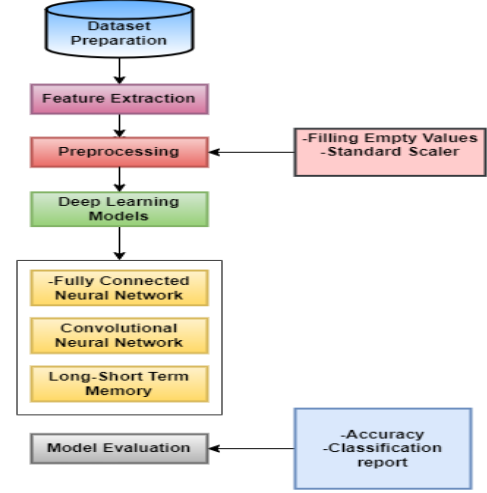 Dataset
Preparation
Feature Extraction
Preprocessing
-Filling Empty Values
-Standard Scaler
Deep Learning
Models
-Fully Connected
Neural Network
Convolutional
Neural Network
Long-Short Term
Memory
Model Evaluation
-Accuracy
-Classification
report